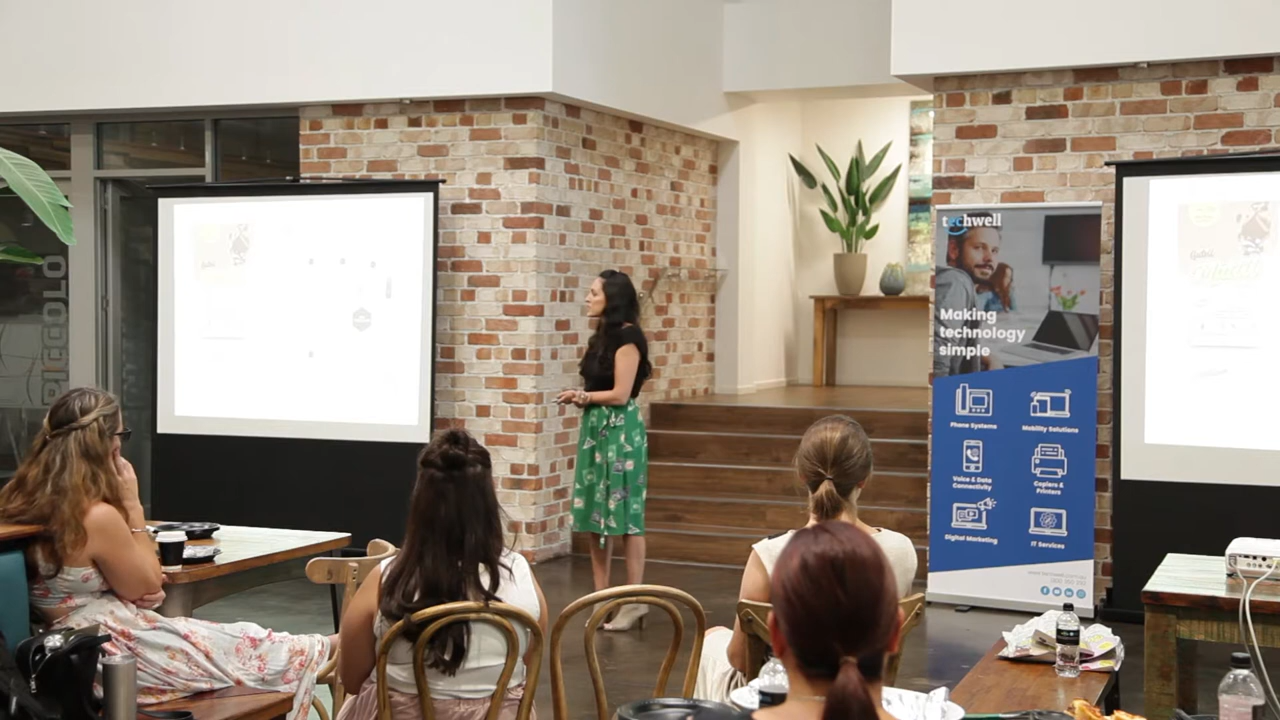 PICCOLO
techwell
Making
technology
simple
Phone Systems
Mobility Solutions
Voice & Data
Connectivity
Copiers &
Printers
Digital Marketing
IT Services